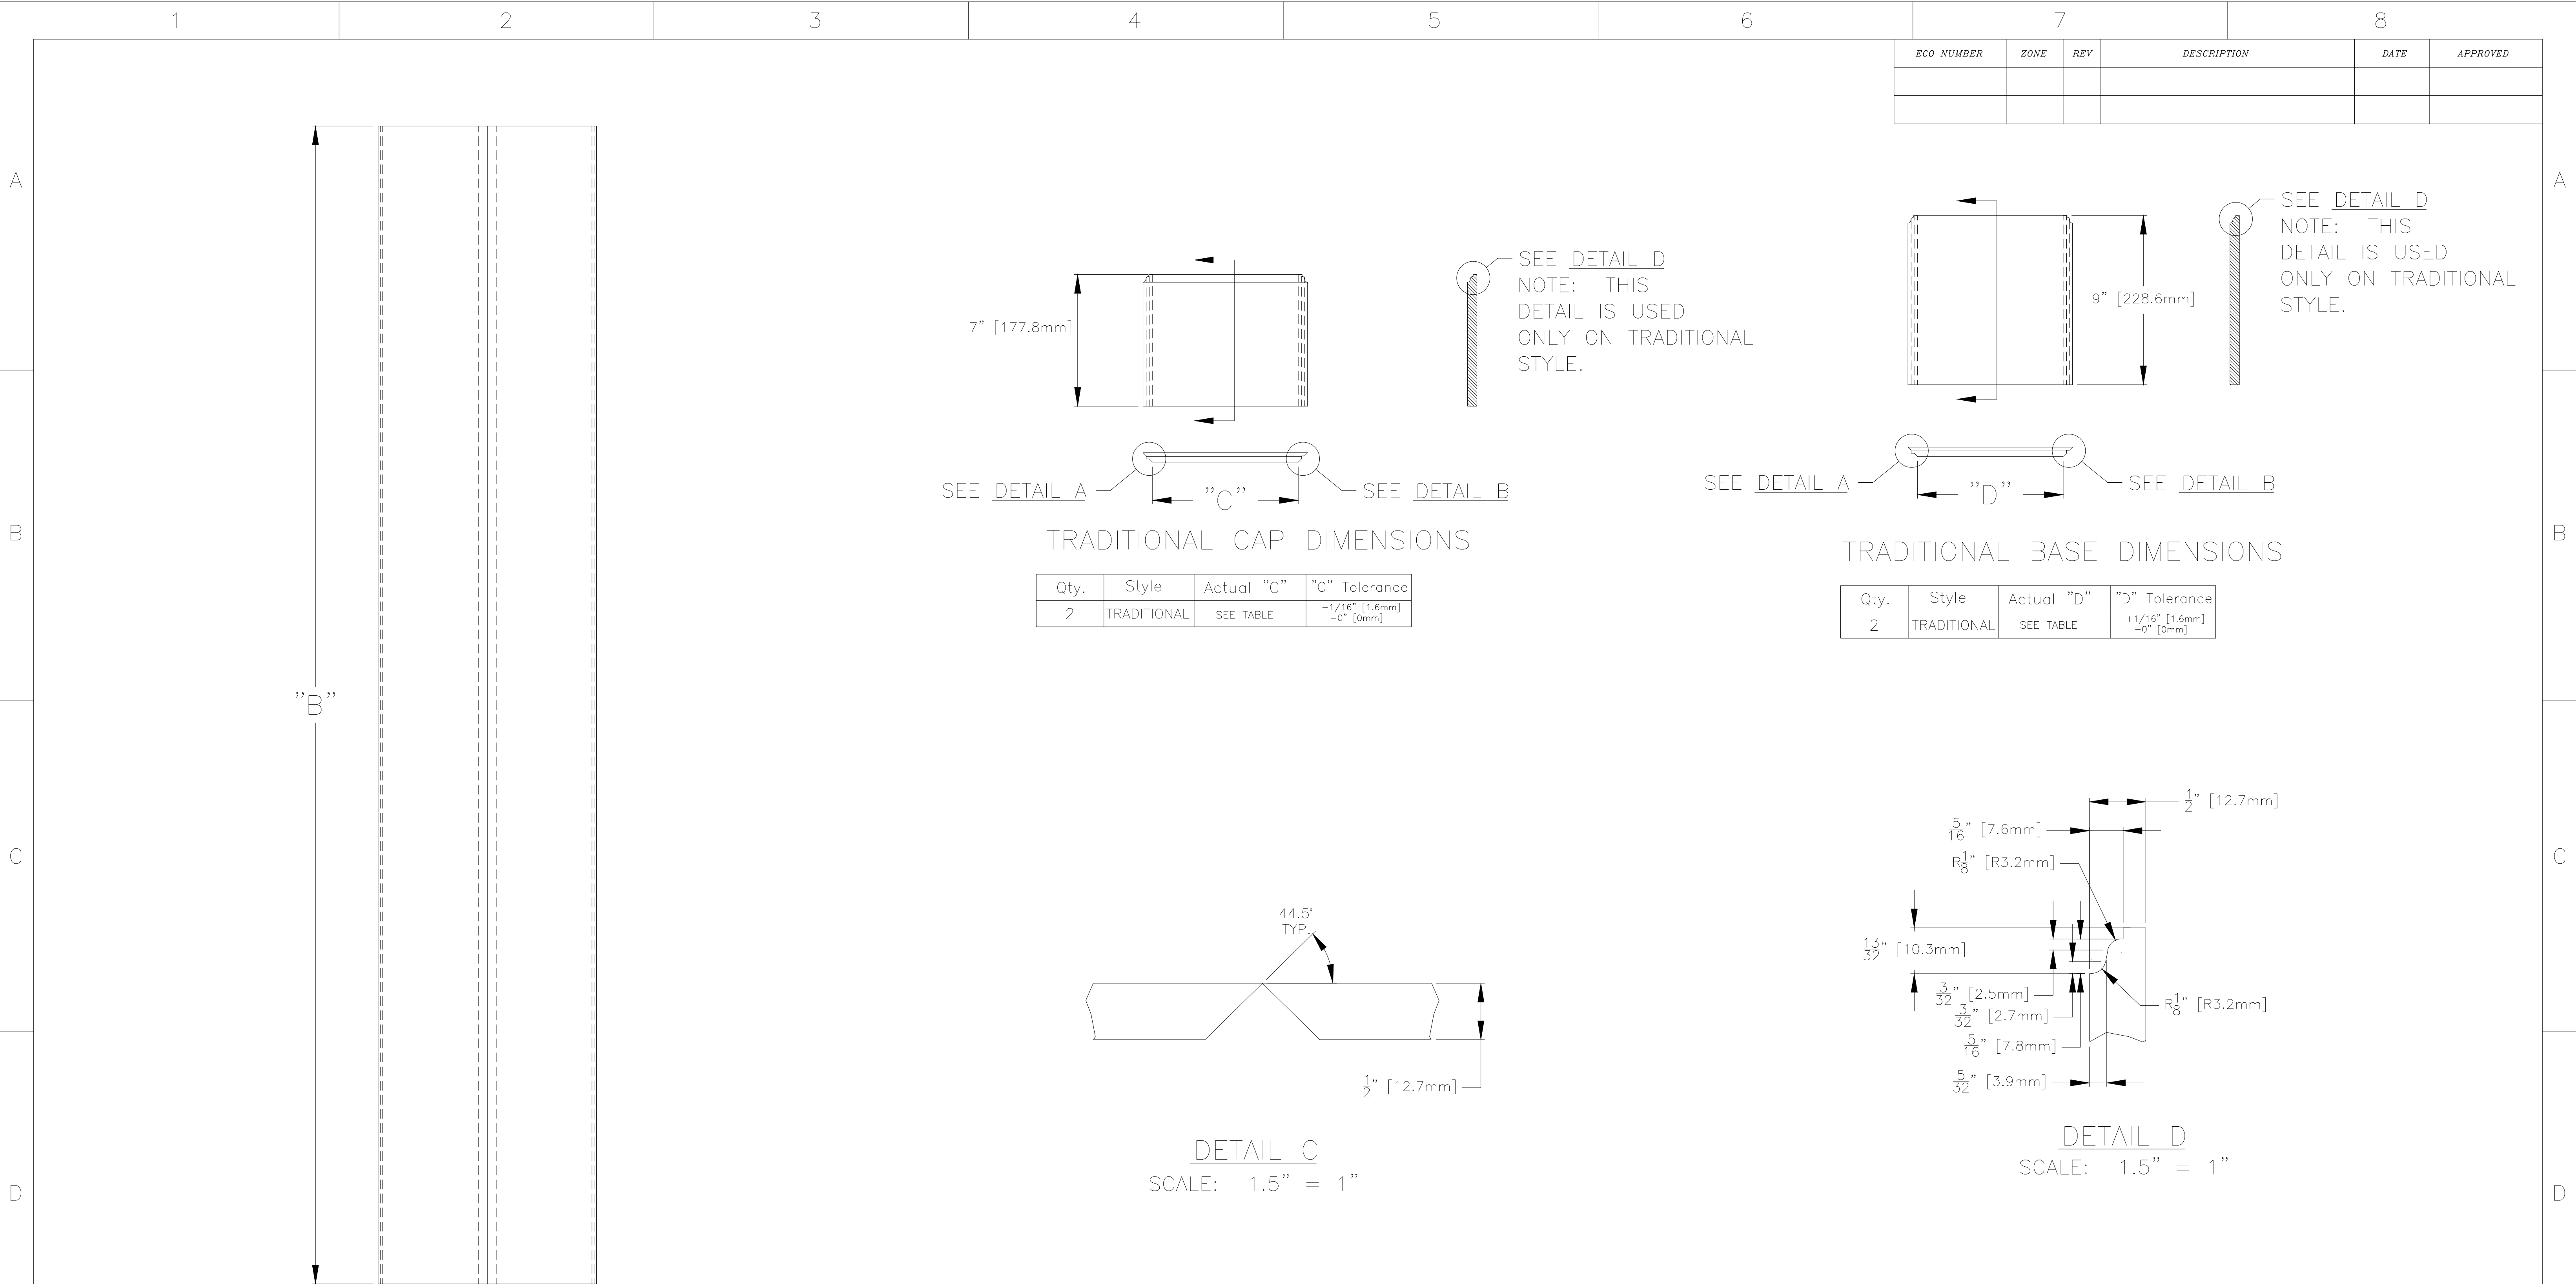 1 2 3 4 5 6 7 8
ECO NUMBER ZONE REV DESCRIPTION DATE APPROVED
A A
B B
C C
D D
"B"
7" [177.8mm]
SEE DETAIL D
NOTE: THIS
DETAIL IS USED
ONLY ON TRADITIONAL
STYLE.
SEE DETAIL A
"C"
SEE DETAIL B
TRADITIONAL CAP DIMENSIONS
Qty. Style Actual "C" "C" Tolerance
2 TRADITIONAL SEE TABLE +1/16" [1.6mm]
-0" [0mm]
9" [228.6mm]
SEE DETAIL D
NOTE: THIS
DETAIL IS USED
ONLY ON TRADITIONAL
STYLE.
SEE DETAIL A
"D"
SEE DETAIL B
TRADITIONAL BASE DIMENSIONS
Qty. Style Actual "D" "D" Tolerance
2 TRADITIONAL SEE TABLE +1/16" [1.6mm]
-0" [0mm]
44.5°
TYP.
1/2" [12.7mm]
DETAIL C
SCALE: 1.5" = 1"
1/2" [12.7mm]
5/16" [7.6mm]
R1/8" [R3.2mm]
13/32" [10.3mm]
3/32" [2.5mm]
R1/8" [R3.2mm]
3/32" [2.7mm]
5/16" [7.8mm]
5/32" [3.9mm]
DETAIL D
SCALE: 1.5" = 1"